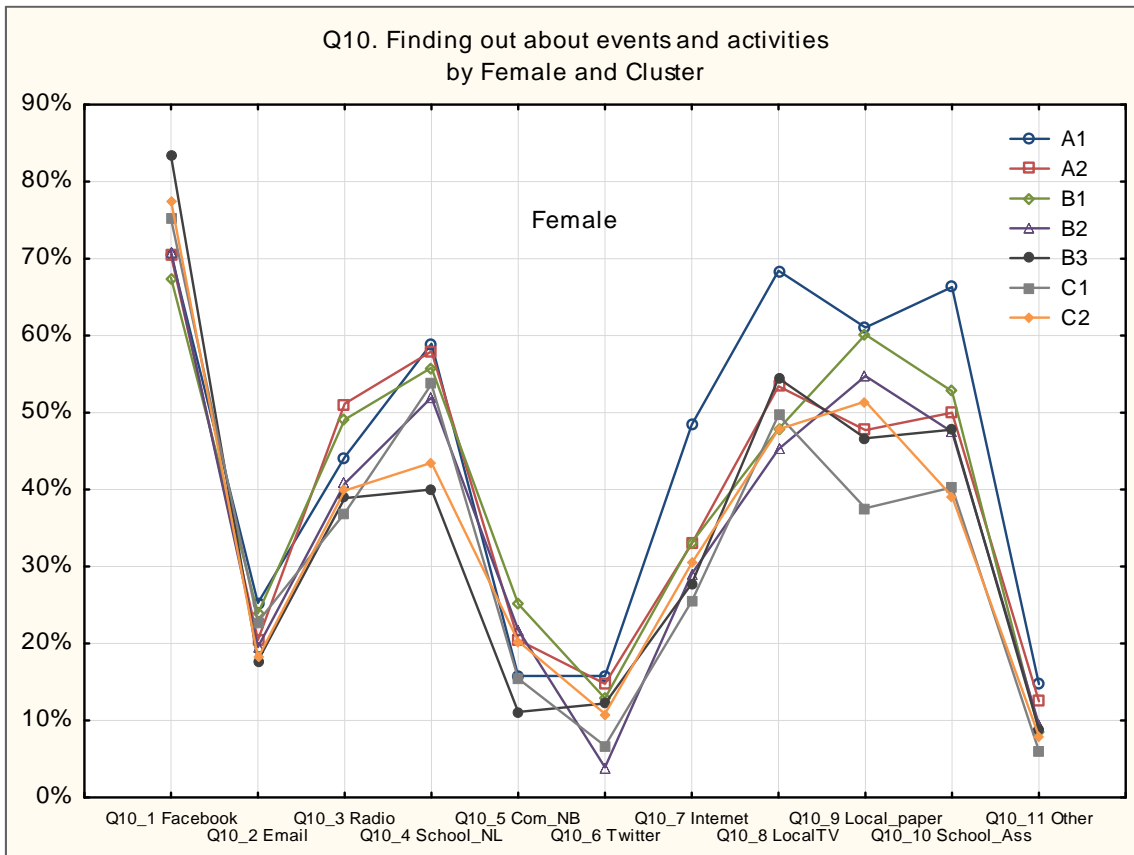 Q10. Finding out about events and activities
by Female and Cluster
90%
80%
70%
60%
50%
40%
30%
20%
10%
0%
Female
A1
A2
B1
B2
B3
C1
C2
Q10_1 Facebook
Q10_2 Email
Q10_3 Radio
Q10_4 School_NL
Q10_5 Com_NB
Q10_6 Twitter
Q10_7 Internet
Q10_8 LocalTV
Q10_9 Local_paper
Q10_10 School_Ass
Q10_11 Other